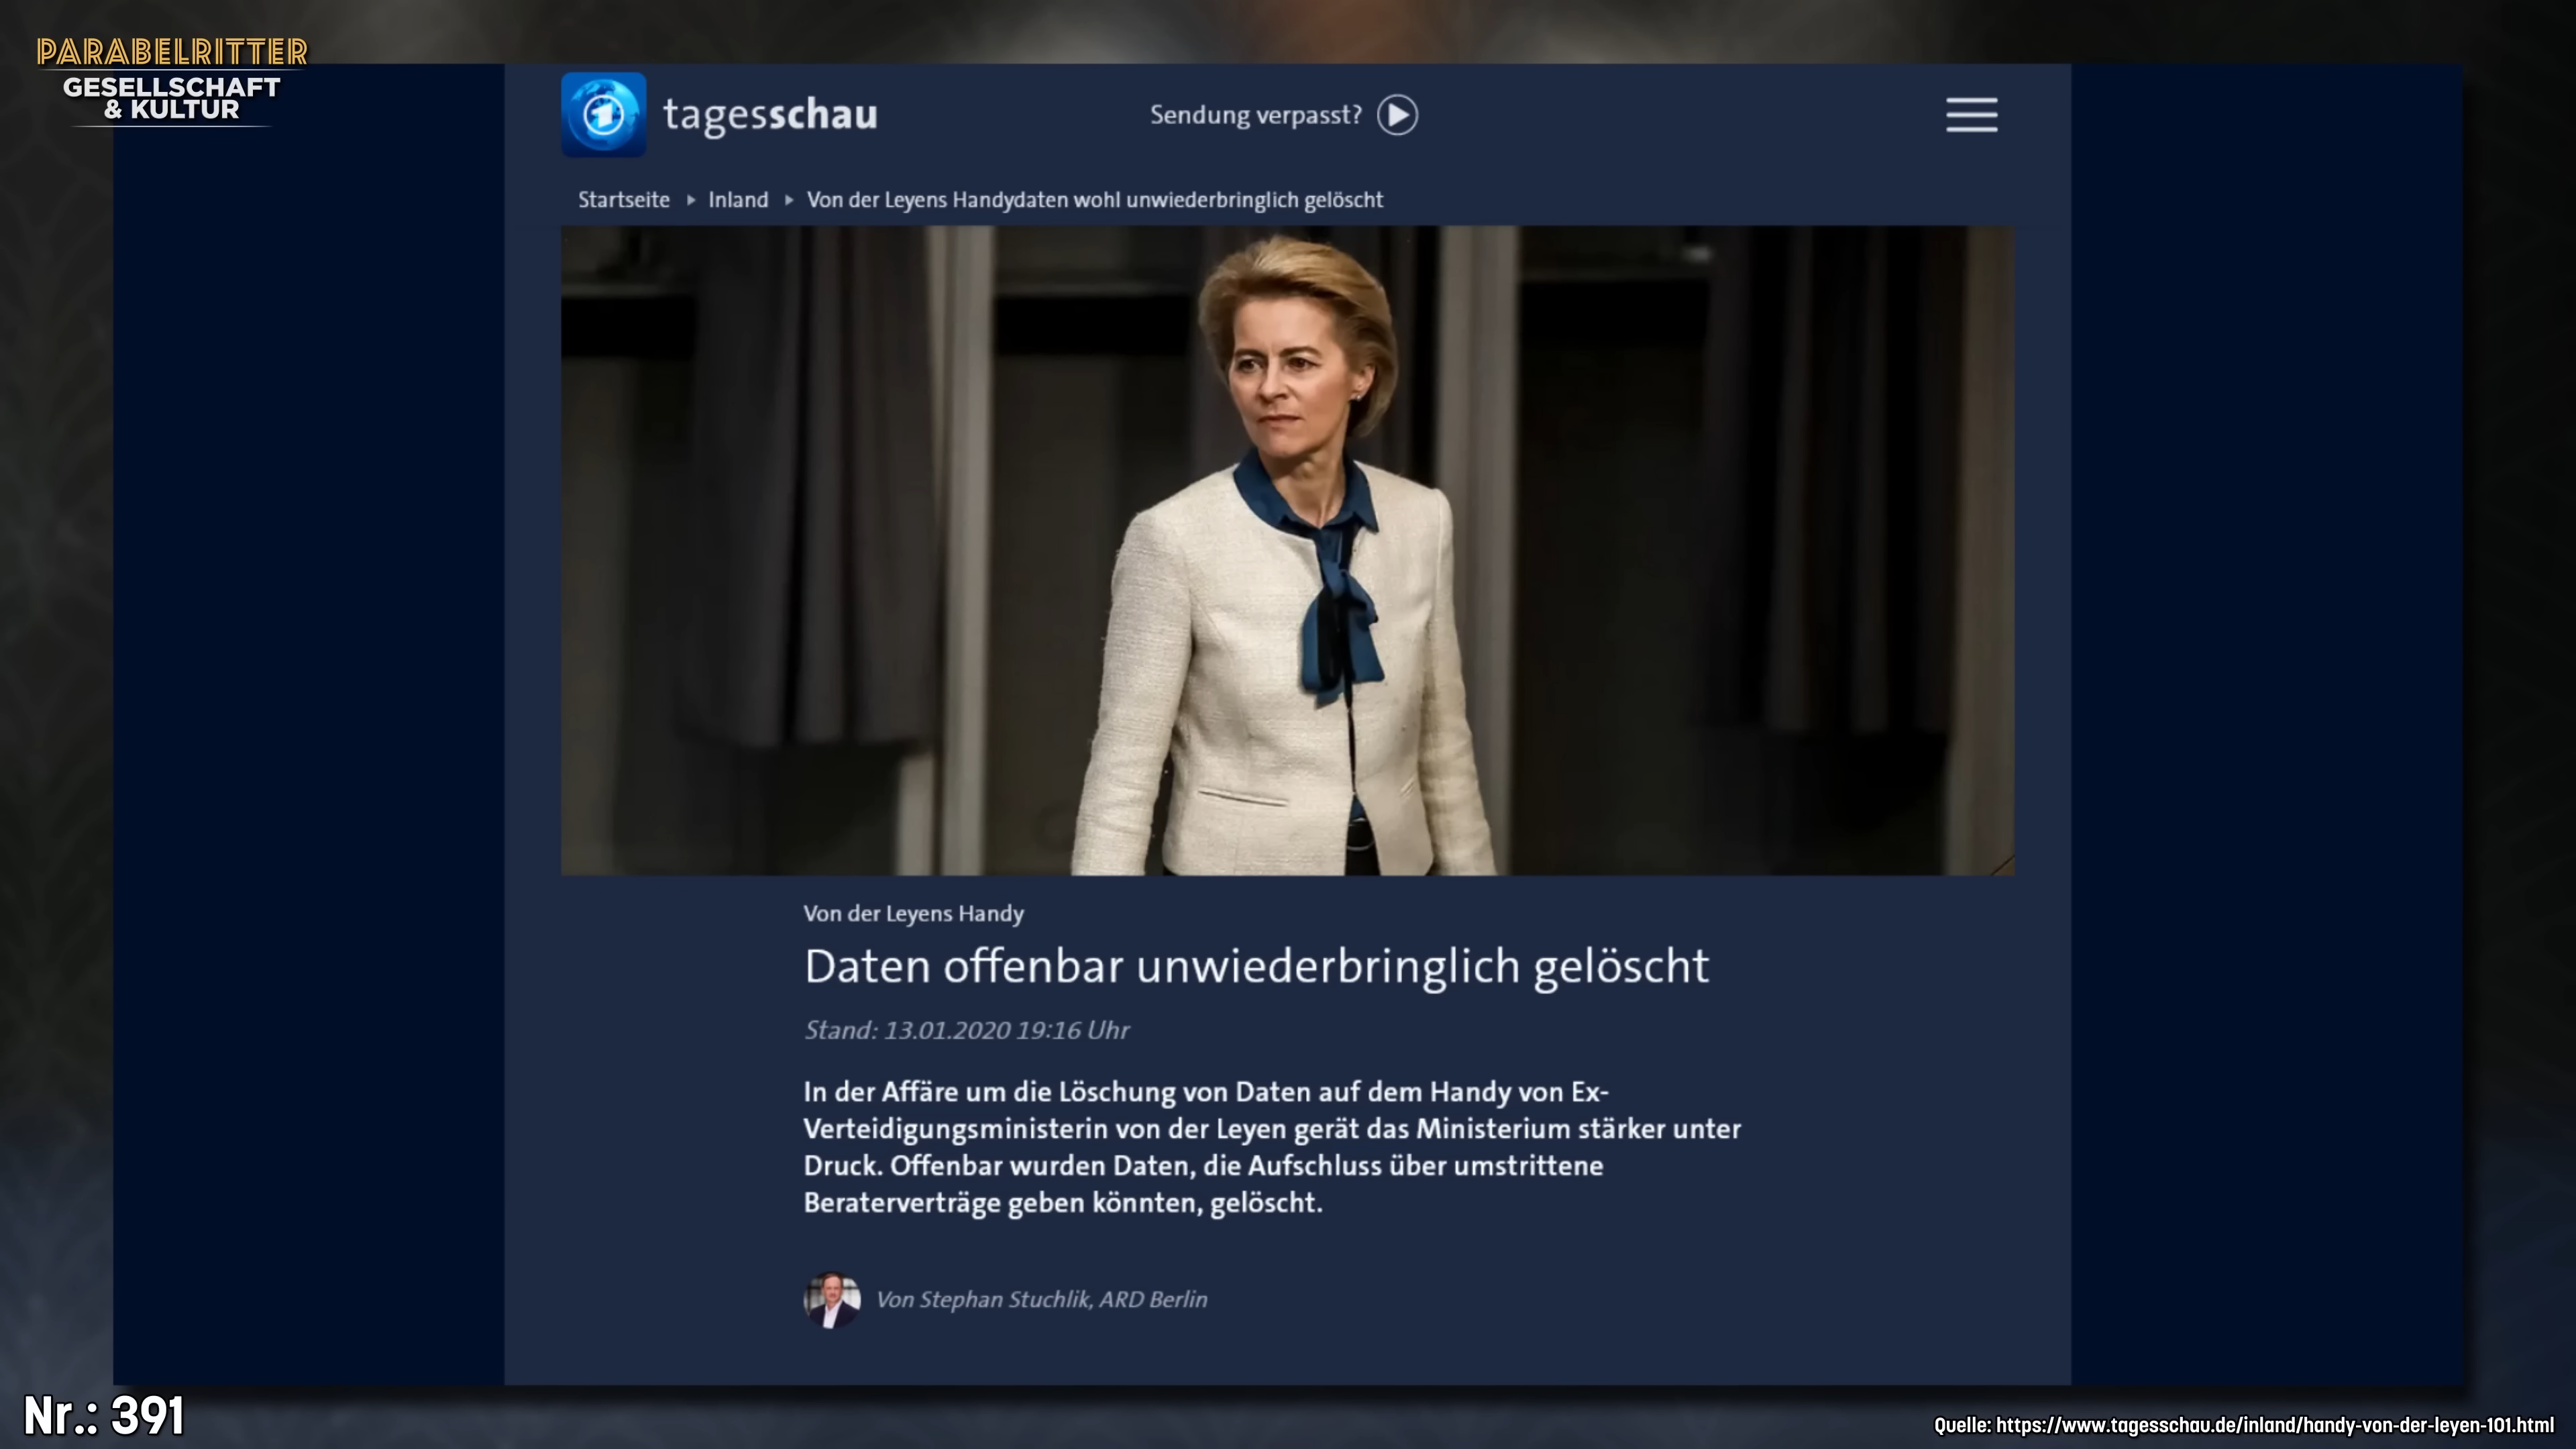 PARABELRITTER
GESELLSCHAFT
& KULTUR
tagesschau
Sendung verpasst?
Startseite Inland Von der Leyens Handydaten wohl unwiederbringlich gelöscht
Von der Leyens Handy
Daten offenbar unwiederbringlich gelöscht
Stand: 13.01.2020 19:16 Uhr
In der Affäre um die Löschung von Daten auf dem Handy von Ex-
Verteidigungsministerin von der Leyen gerät das Ministerium stärker unter
Druck. Offenbar wurden Daten, die Aufschluss über umstrittene
Beraterverträge geben könnten, gelöscht.
Von Stephan Stuchlik, ARD Berlin
Nr.: 391
Quelle: https://www.tagesschau.de/inland/handy-von-der-leyen-101.html